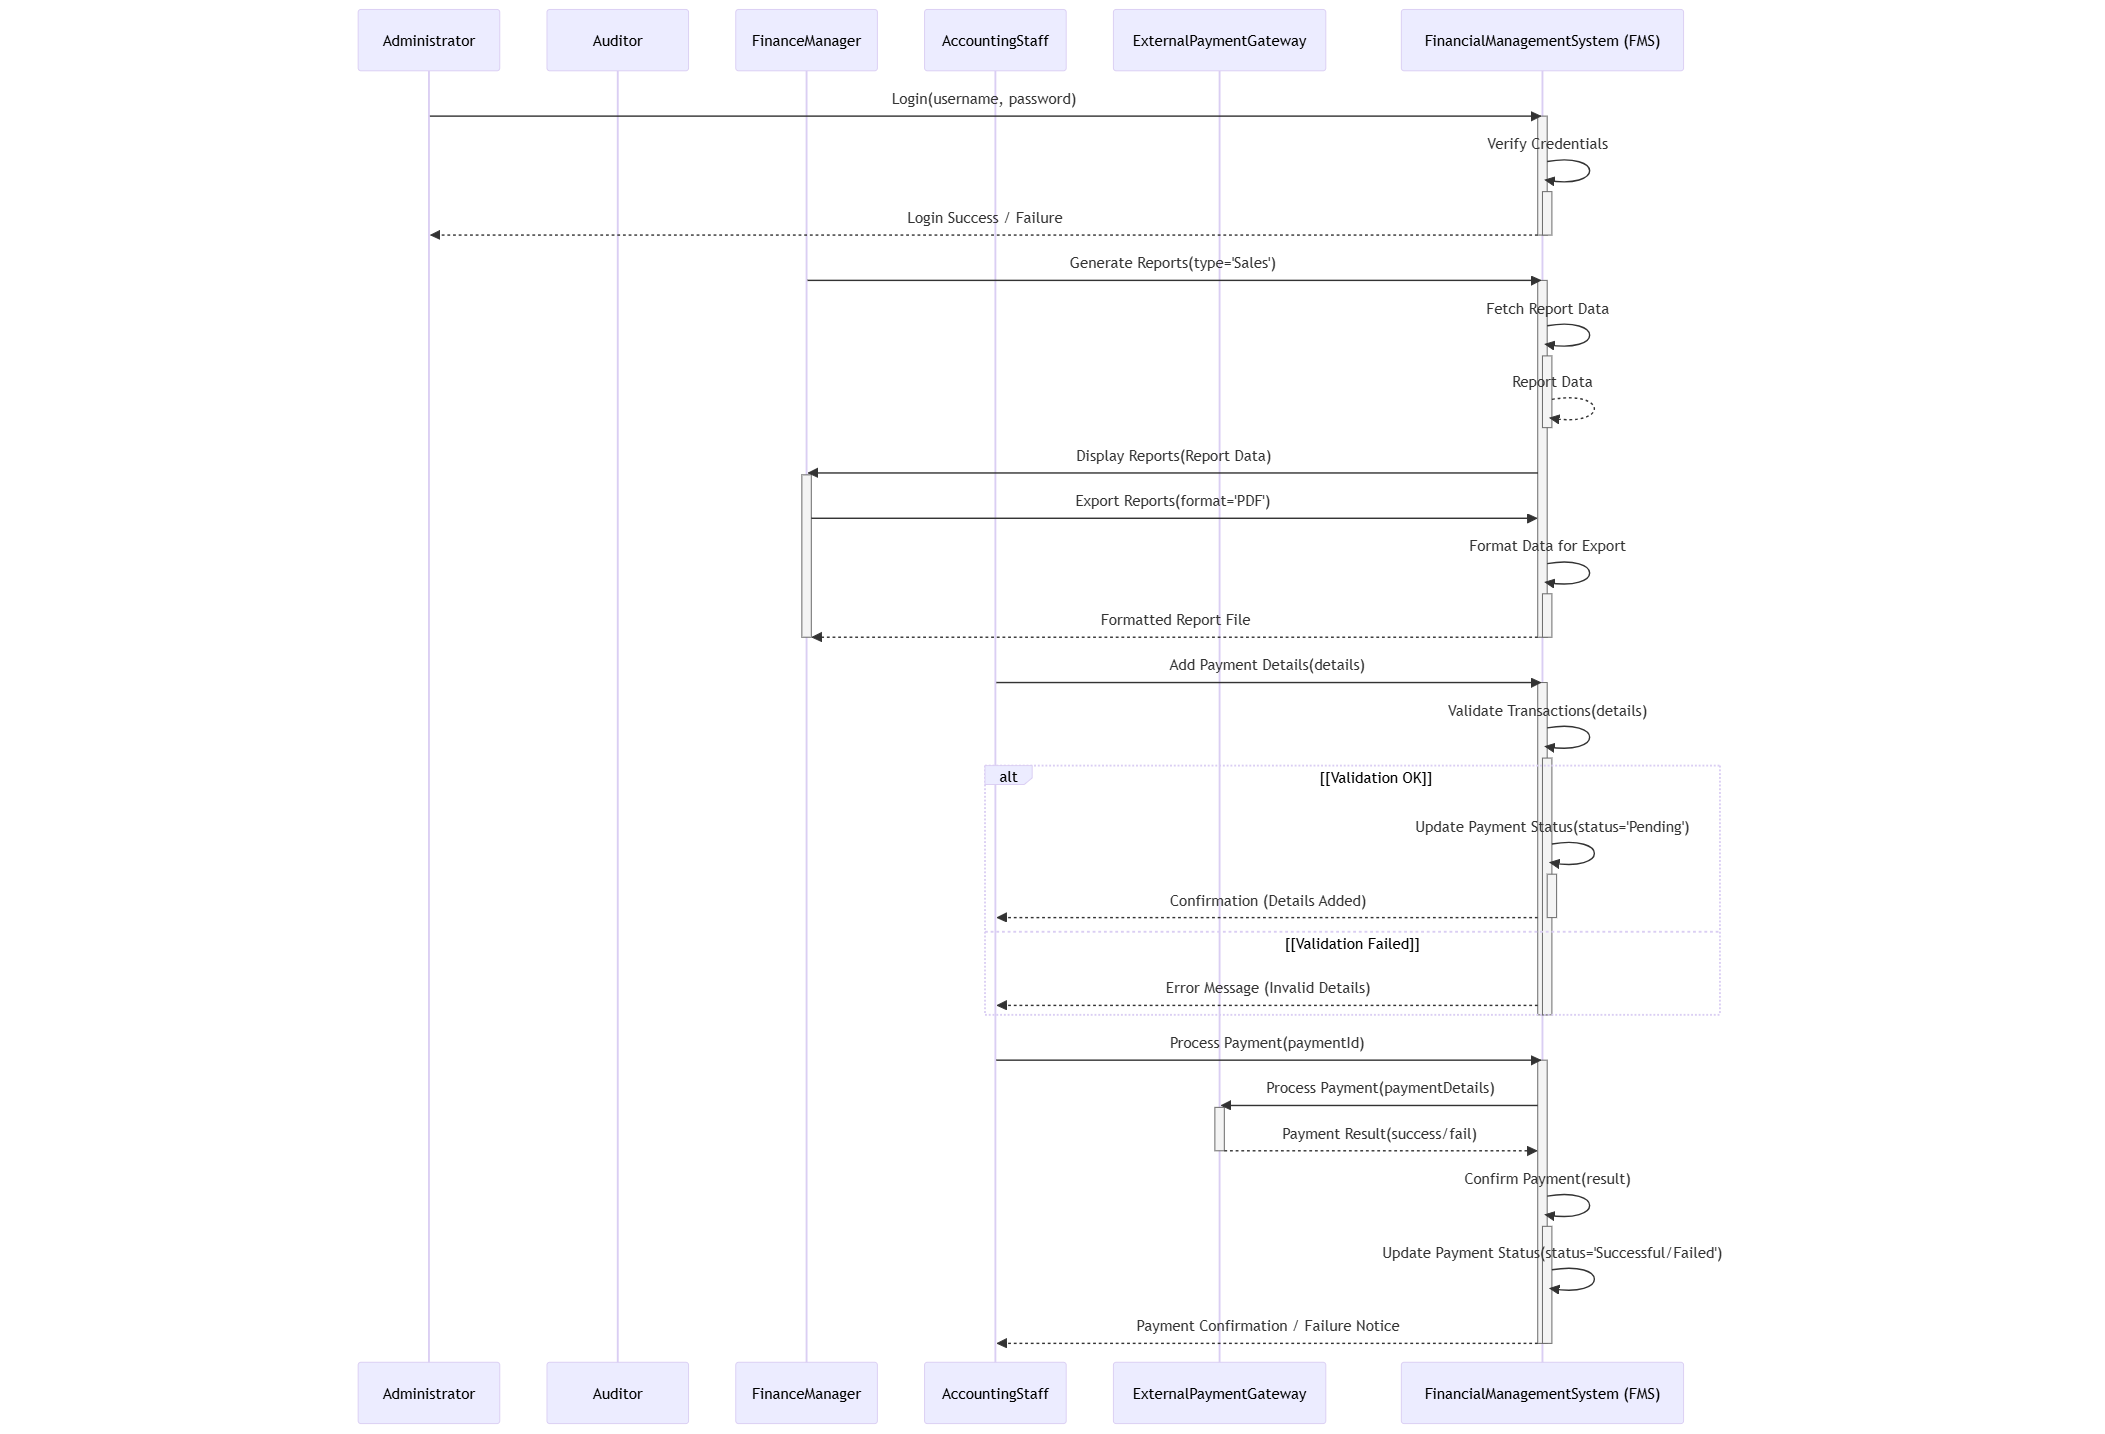 Administrator
Auditor
FinanceManager
AccountingStaff
ExternalPaymentGateway
FinancialManagementSystem (FMS)
Login(username, password)
Verify Credentials
Login Success / Failure
Generate Reports(type='Sales')
Fetch Report Data
Report Data
Display Reports(Report Data)
Export Reports(format='PDF')
Format Data for Export
Formatted Report File
Add Payment Details(details)
Validate Transactions(details)
alt
[[Validation OK]]
Update Payment Status(status='Pending')
Confirmation (Details Added)
[[Validation Failed]]
Error Message (Invalid Details)
Process Payment(paymentId)
Process Payment(paymentDetails)
Payment Result(success/fail)
Confirm Payment(result)
Update Payment Status(status='Successful/Failed')
Payment Confirmation / Failure Notice
Administrator
Auditor
FinanceManager
AccountingStaff
ExternalPaymentGateway
FinancialManagementSystem (FMS)